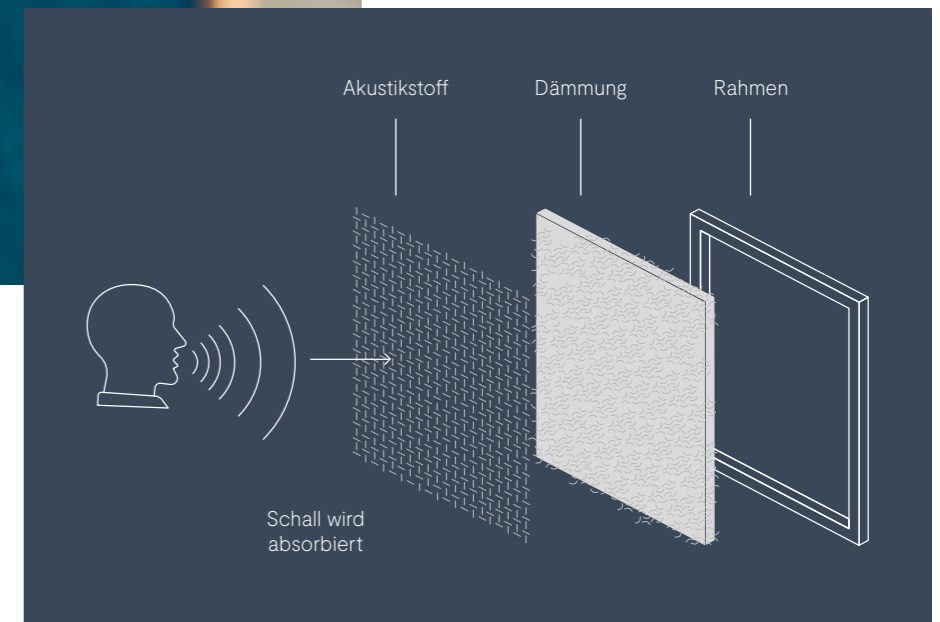 Akustikstoff
Dämmung
Rahmen
Schall wird
absorbiert